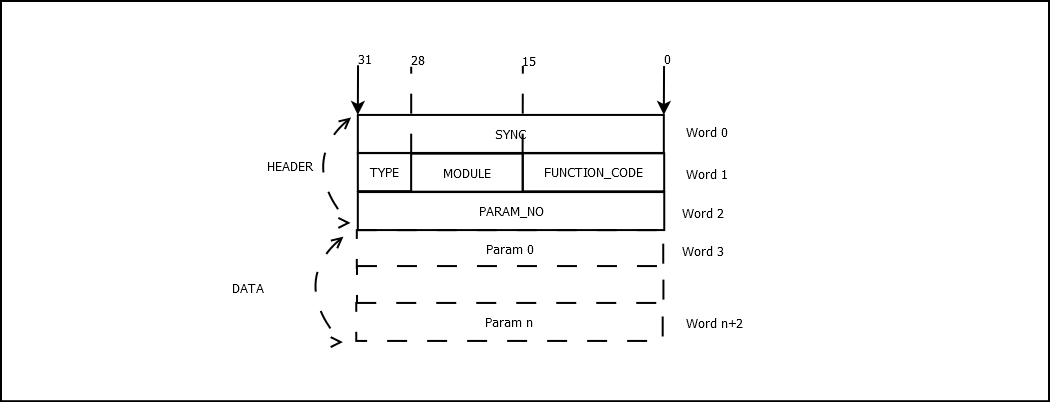 31 28 15 0
SYNC Word 0
HEADER TYPE MODULE FUNCTION_CODE Word 1
PARAM_NO Word 2
Param 0 Word 3
DATA
Param n Word n+2